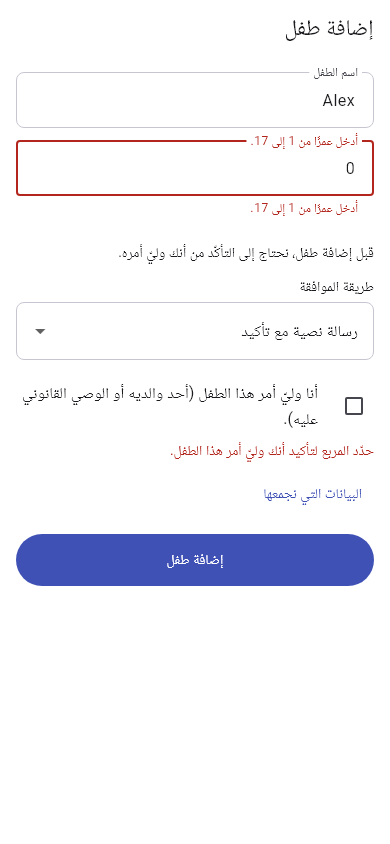 إضافة طفل
اسم الطفل
Alex
أدخل عمرًا من 1 إلى 17.
0
أدخل عمرًا من 1 إلى 17.
قبل إضافة طفل، نحتاج إلى التأكّد من أنك وليّ أمره.
طريقة الموافقة
رسالة نصية مع تأكيد
أنا وليّ أمر هذا الطفل (أحد والديه أو الوصي القانوني
عليه).
حدّد المربع لتأكيد أنك وليّ أمر هذا الطفل.
البيانات التي نجمعها
إضافة طفل